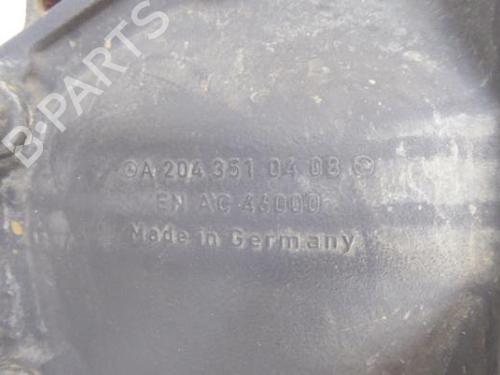 A 204 351 04 08
EN AC 46000
Made in Germany
B-PARTS